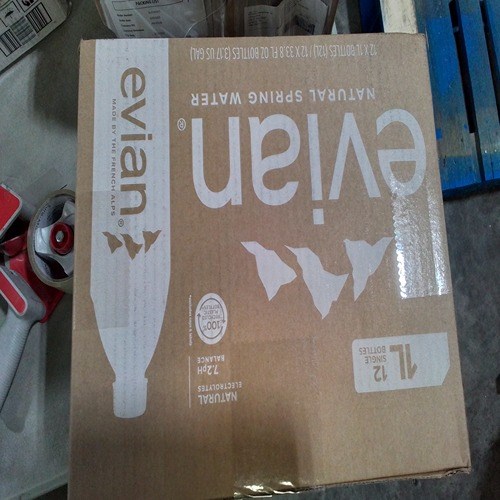 evian®
MADE BY THE FRENCH ALPS
12 X 1L BOTTLES (12L) / 12 X 33.8 FL OZ BOTTLES (3.17 US GAL)
NATURAL SPRING WATER
evian®
1L
12
SINGLE
BOTTLES
100%
NATURAL
ELECTROLYTES
7.2pH
BALANCE